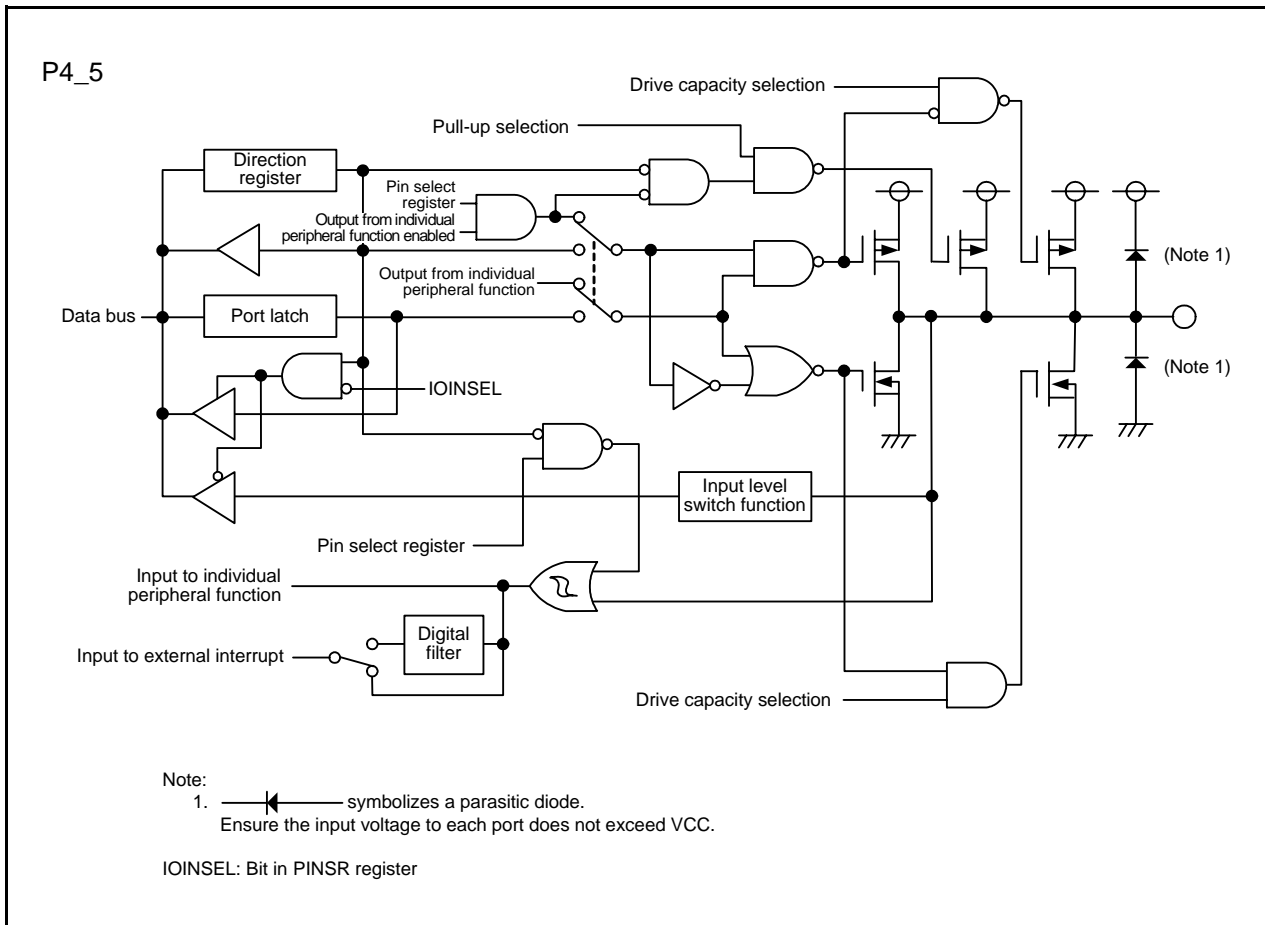 P4_5
Drive capacity selection
Pull-up selection
Direction
register
Pin select
register
Output from individual
peripheral function enabled
(Note 1)
Output from individual
peripheral function
Data bus
Port latch
(Note 1)
IOINSEL
Input level
switch function
Pin select register
Input to individual
peripheral function
Digital
filter
Input to external interrupt
Drive capacity selection
Note:
1. symbolizes a parasitic diode.
Ensure the input voltage to each port does not exceed VCC.
IOINSEL: Bit in PINSR register